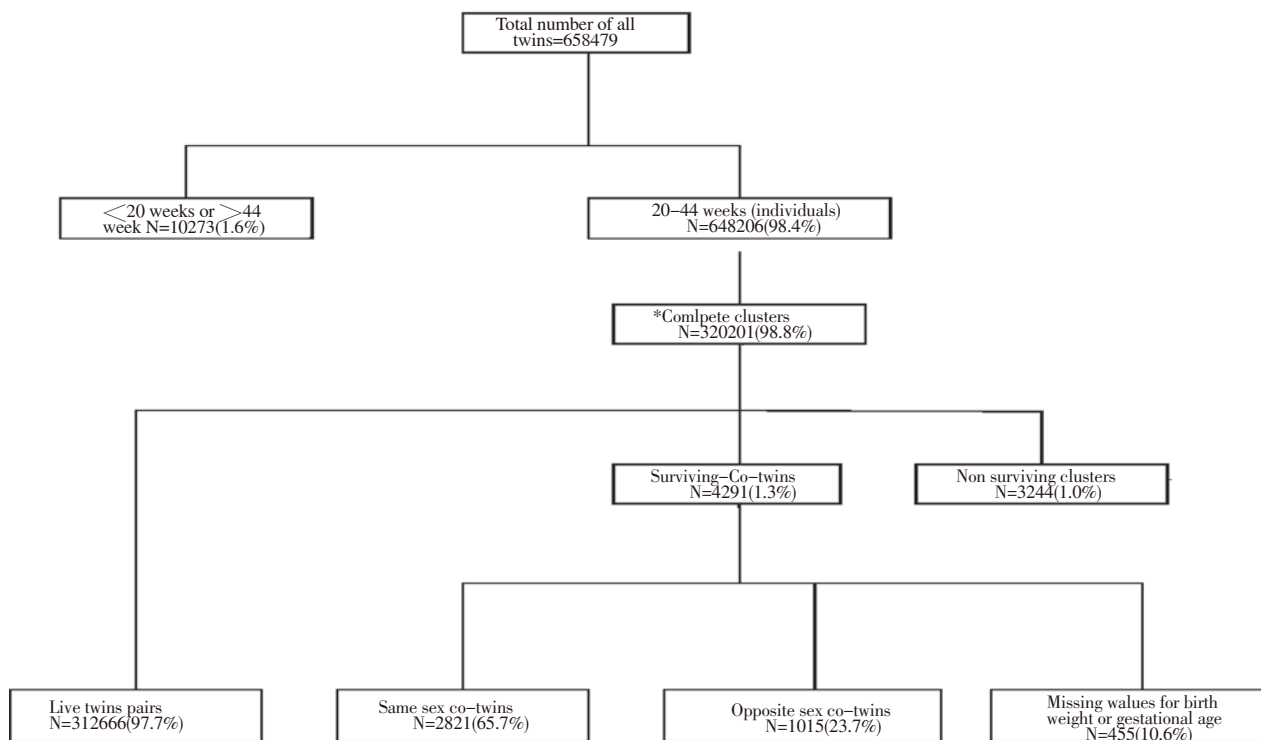 Total number of all
twins=658479
<20 weeks or >44
week N=10273(1.6%)
20-44 weeks (individuals)
N=648206(98.4%)
*Comlpete clusters
N=320201(98.8%)
Surviving-Co-twins
N=4291(1.3%)
Non surviving clusters
N=3244(1.0%)
Live twins pairs
N=312666(97.7%)
Same sex co-twins
N=2821(65.7%)
Opposite sex co-twins
N=1015(23.7%)
Missing walues for birth
weight or gestational age
N=455(10.6%)